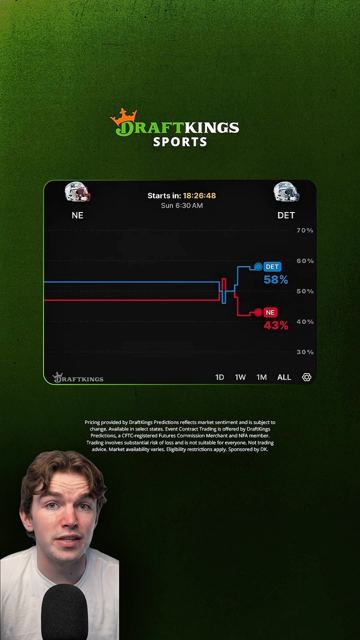 DRAFTKINGS
SPORTS
Starts in: 18:26:48
Sun 6:30 AM
NE
DET
70%
60%
DET
58%
50%
NE
43%
40%
30%
DRAFTKINGS
1D 1W 1M ALL
Pricing provided by DraftKings Predictions reflects market sentiment and is subject to
change. Available in select states. Event Contract Trading is offered by DraftKings
Predictions, a CFTC-registered Futures Commission Merchant and NFA member.
Trading involves substantial risk of loss and is not suitable for everyone. Not trading
advice. Market availability varies. Eligibility restrictions apply. Sponsored by DK.